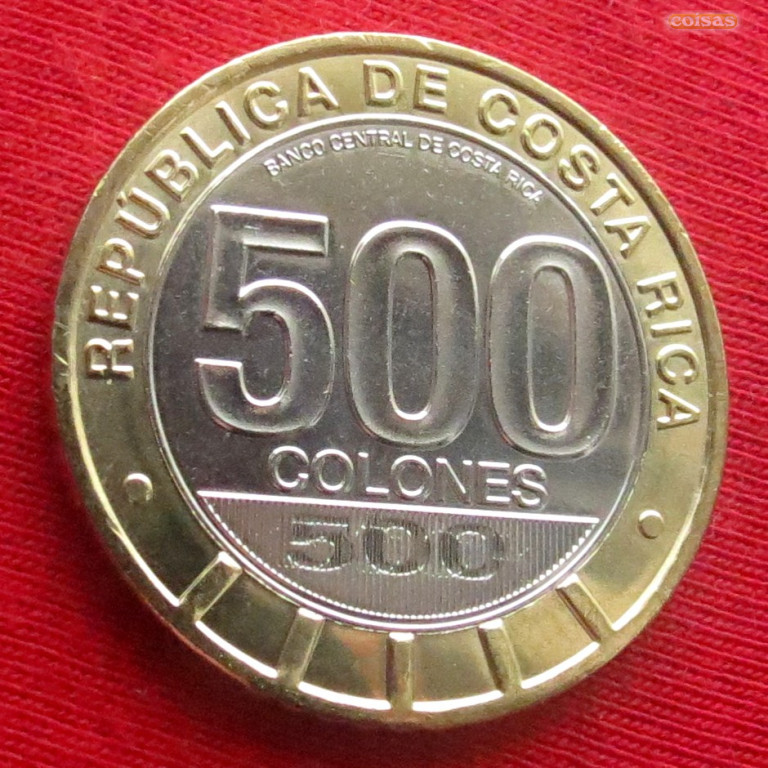 coisas
REPÚBLICA DE COSTA RICA
BANCO CENTRAL DE COSTA RICA
500
COLONES
500